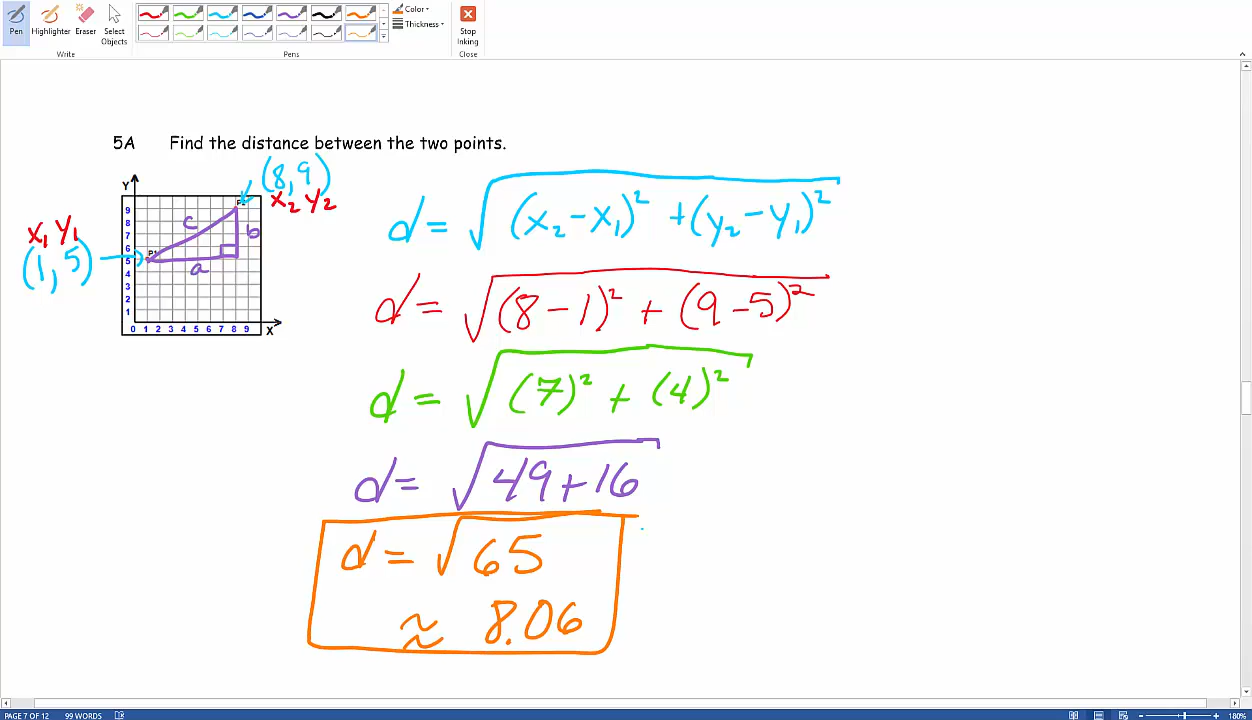 Pen
Highlighter
Eraser
Select Objects
Color
Thickness
Stop Inking
Write
Pens
Close
5A Find the distance between the two points.
(8,9)
x₂ y₂
x₁ y₁
(1,5)
Y
9
8
7
6
5
4
3
2
1
0 1 2 3 4 5 6 7 8 9
X
c
b
a
d = √(x₂-x₁)² + (y₂-y₁)²
d = √(8-1)² + (9-5)²
d = √(7)² + (4)²
d = √49+16
d = √65
≈ 8.06
PAGE 7 OF 12 99 WORDS
180%